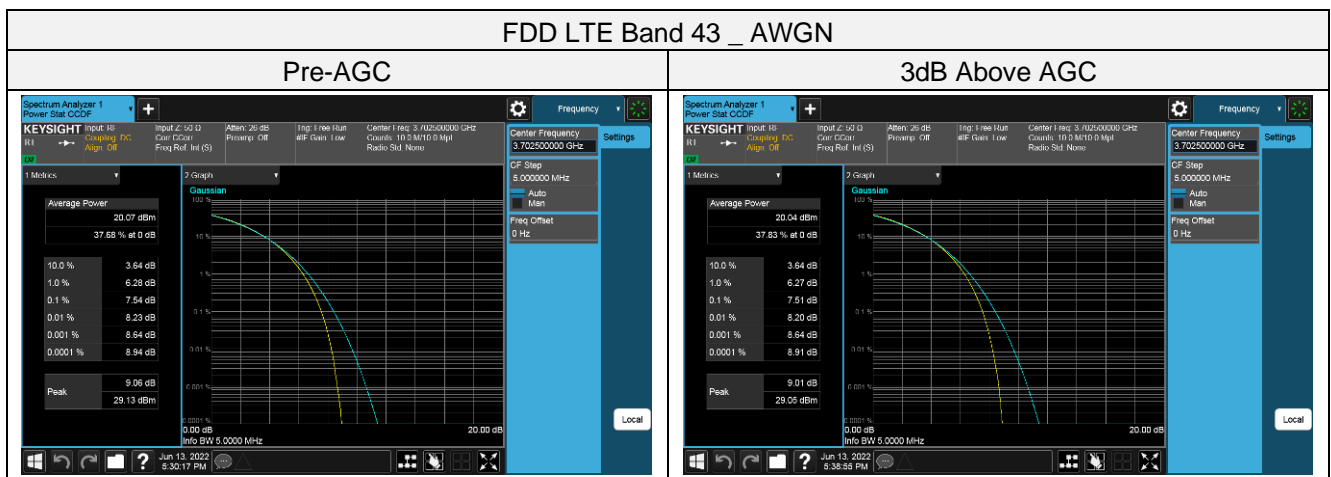 FDD LTE Band 43 _ AWGN
Pre-AGC
3dB Above AGC
Spectrum Analyzer 1
Power Stat CCDF
Frequency
KEYSIGHT Input: RF
Coupling: DC
Align: Off
Input Z: 50 Ω
Corr CCorr
Freq Ref: Int (S)
Atten: 26 dB
Preamp: Off
Trig: Free Run
#IF Gain: Low
Center Freq: 3.702500000 GHz
Counts: 10.0 M/10.0 Mpt
Radio Std: None
Center Frequency
3.702500000 GHz
Settings
CF Step
5.000000 MHz
Auto
Man
Freq Offset
0 Hz
Local
1 Metrics
2 Graph
Average Power
20.07 dBm
37.68 % at 0 dB
10.0 % 3.64 dB
1.0 % 6.28 dB
0.1 % 7.54 dB
0.01 % 8.23 dB
0.001 % 8.64 dB
0.0001 % 8.94 dB
Peak
9.06 dB
29.13 dBm
Gaussian
100 %
10 %
1 %
0.1 %
0.01 %
0.001 %
0.0001 %
0.00 dB
20.00 dB
Info BW 5.0000 MHz
Jun 13, 2022
5:30:17 PM
Spectrum Analyzer 1
Power Stat CCDF
Frequency
KEYSIGHT Input: RF
Coupling: DC
Align: Off
Input Z: 50 Ω
Corr CCorr
Freq Ref: Int (S)
Atten: 26 dB
Preamp: Off
Trig: Free Run
#IF Gain: Low
Center Freq: 3.702500000 GHz
Counts: 10.0 M/10.0 Mpt
Radio Std: None
Center Frequency
3.702500000 GHz
Settings
CF Step
5.000000 MHz
Auto
Man
Freq Offset
0 Hz
Local
1 Metrics
2 Graph
Average Power
20.04 dBm
37.83 % at 0 dB
10.0 % 3.64 dB
1.0 % 6.27 dB
0.1 % 7.51 dB
0.01 % 8.20 dB
0.001 % 8.64 dB
0.0001 % 8.91 dB
Peak
9.01 dB
29.05 dBm
Gaussian
100 %
10 %
1 %
0.1 %
0.01 %
0.001 %
0.0001 %
0.00 dB
20.00 dB
Info BW 5.0000 MHz
Jun 13, 2022
5:38:55 PM